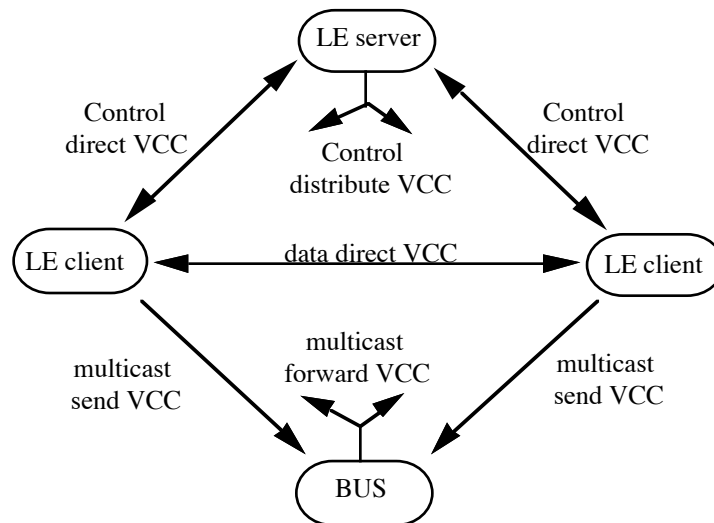 LE server
Control
direct VCC
Control
direct VCC
Control
distribute VCC
LE client
data direct VCC
LE client
multicast
forward VCC
multicast
send VCC
multicast
send VCC
BUS